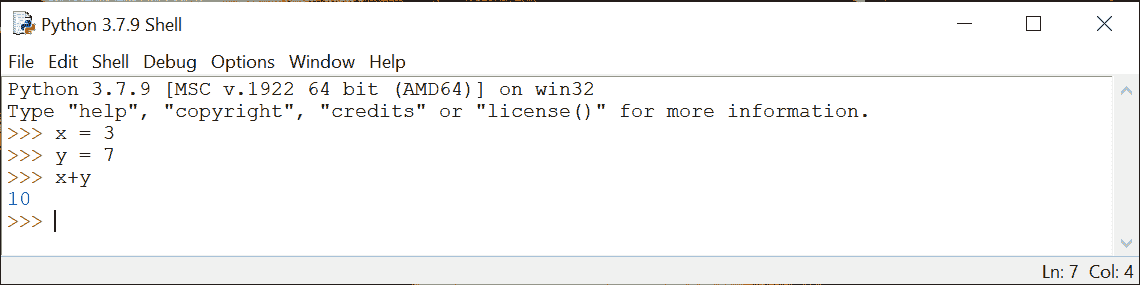 Python 3.7.9 Shell
File Edit Shell Debug Options Window Help
Python 3.7.9 [MSC v.1922 64 bit (AMD64)] on win32
Type "help", "copyright", "credits" or "license()" for more information.
>>> x = 3
>>> y = 7
>>> x+y
10
>>>
Ln: 7 Col: 4